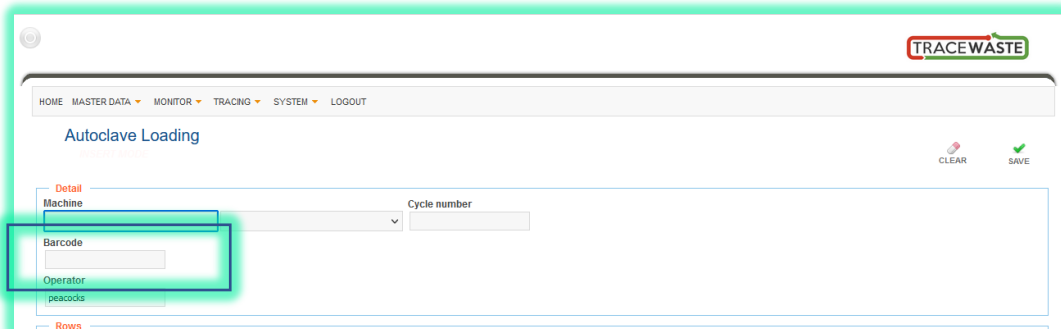 TRACEWASTE
HOME MASTER DATA MONITOR TRACING SYSTEM LOGOUT
Autoclave Loading
CLEAR SAVE
Detail
Machine Cycle number
Barcode
Operator
peacocks
Rows